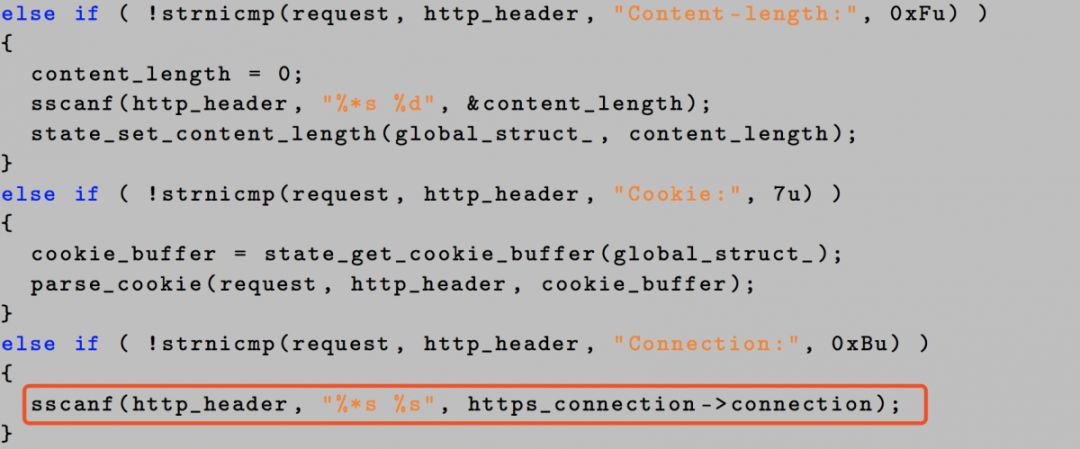 else if ( !strnicmp(request, http_header, "Content-length:", 0xFu) )
{
content_length = 0;
sscanf(http_header, "%*s %d", &content_length);
state_set_content_length(global_struct_, content_length);
}
else if ( !strnicmp(request, http_header, "Cookie:", 7u) )
{
cookie_buffer = state_get_cookie_buffer(global_struct_);
parse_cookie(request, http_header, cookie_buffer);
}
else if ( !strnicmp(request, http_header, "Connection:", 0xBu) )
{
sscanf(http_header, "%*s %s", https_connection->connection);
}